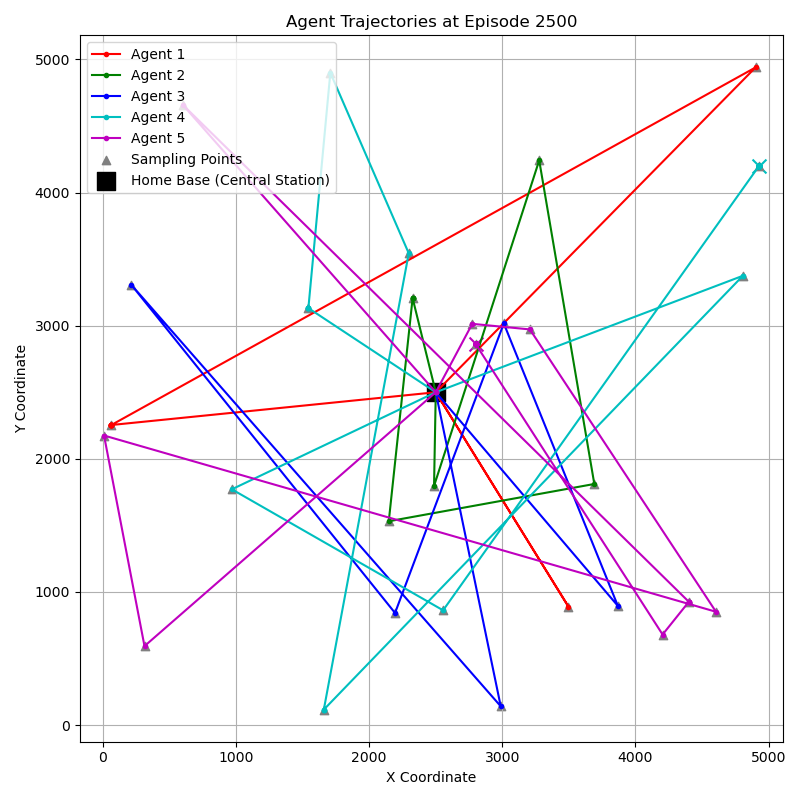 Agent Trajectories at Episode 2500
Agent 1
Agent 2
Agent 3
Agent 4
Agent 5
Sampling Points
Home Base (Central Station)
5000
4000
3000
2000
1000
0
Y Coordinate
0 1000 2000 3000 4000 5000
X Coordinate